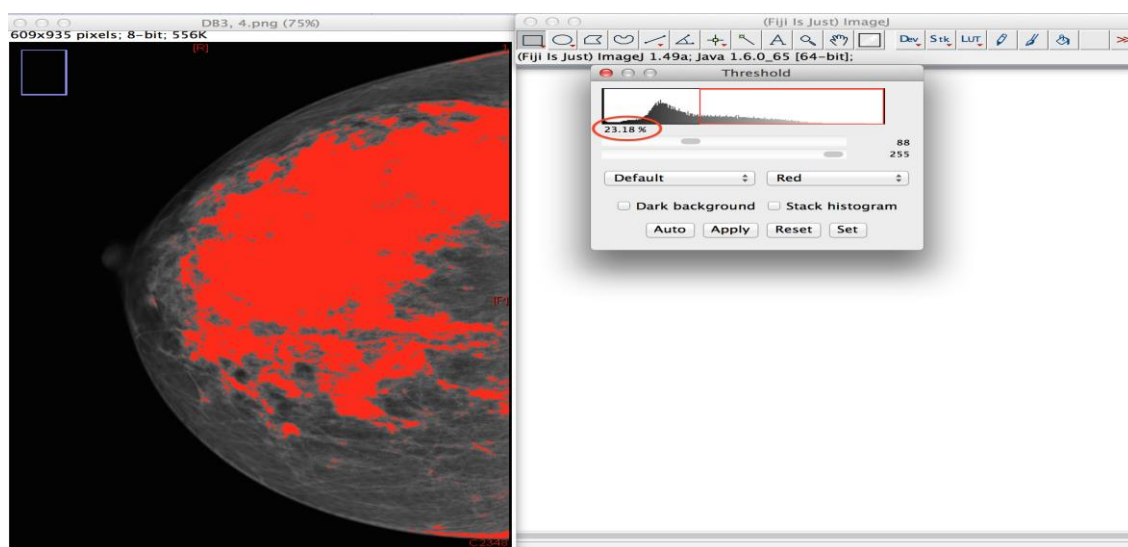 DB3, 4.png (75%)
609x935 pixels; 8-bit; 556K
[R]
(Fiji Is Just) ImageJ
A
Dev Stk LUT
>>
(Fiji Is Just) ImageJ 1.49a; Java 1.6.0_65 [64-bit];
Threshold
23.18 %
88
255
Default Red
Dark background Stack histogram
Auto Apply Reset Set